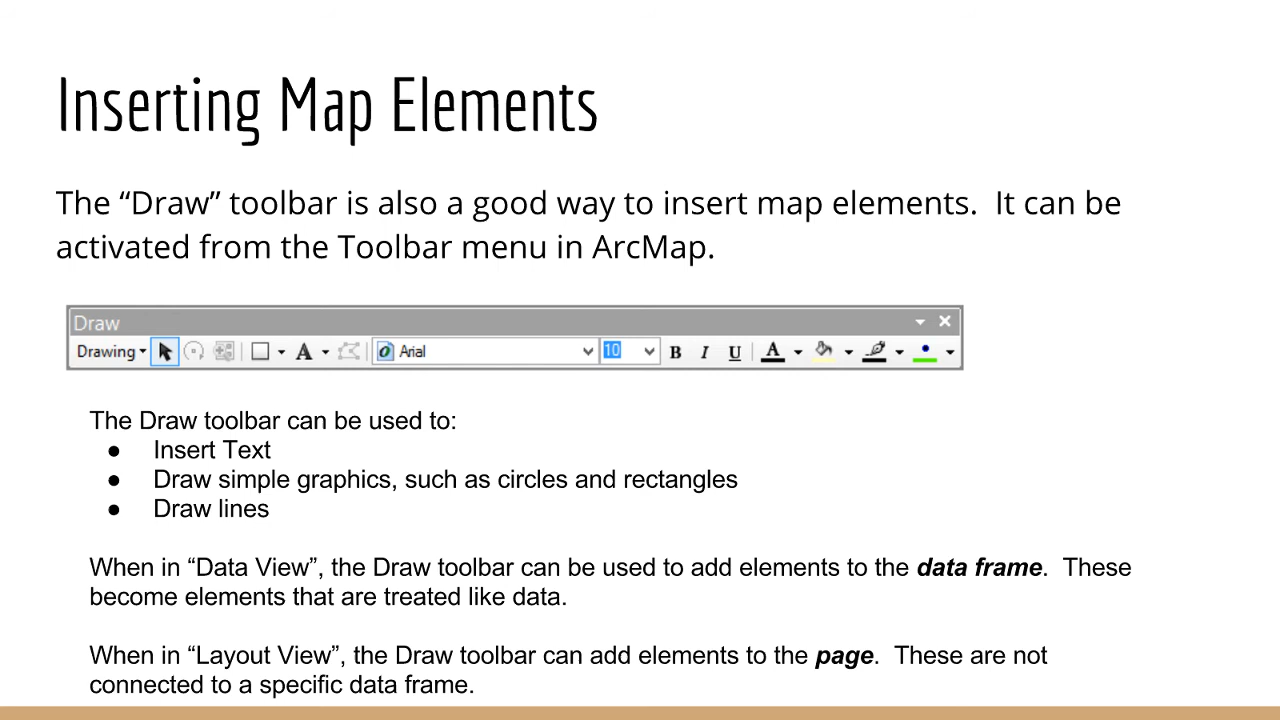 Inserting Map Elements
The “Draw” toolbar is also a good way to insert map elements.  It can be
activated from the Toolbar menu in ArcMap.
Draw
Drawing A Arial 10 B I U A
The Draw toolbar can be used to:
● Insert Text
● Draw simple graphics, such as circles and rectangles
● Draw lines
When in “Data View”, the Draw toolbar can be used to add elements to the data frame.  These
become elements that are treated like data.
When in “Layout View”, the Draw toolbar can add elements to the page.  These are not
connected to a specific data frame.